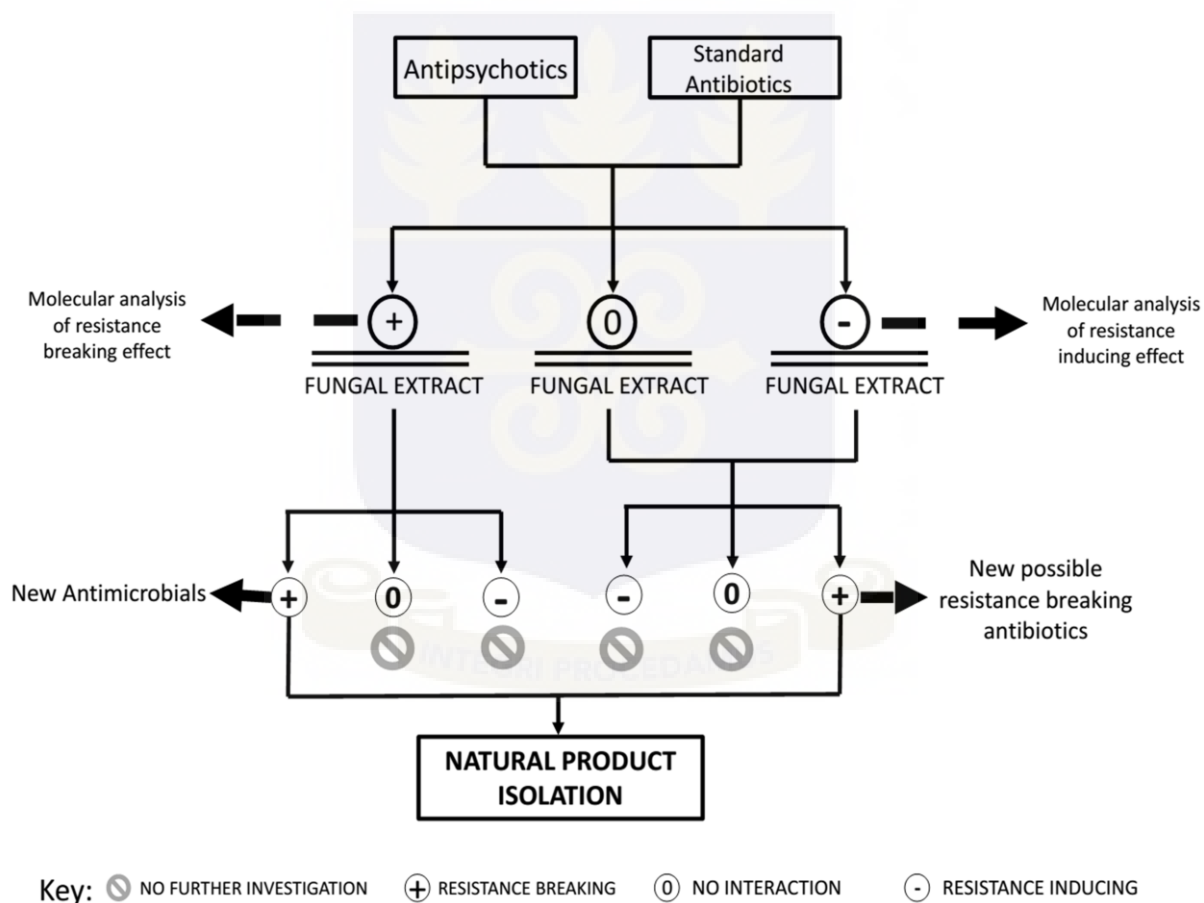 Antipsychotics
Standard
Antibiotics
Molecular analysis
of resistance
breaking effect
+
0
-
Molecular analysis
of resistance
inducing effect
FUNGAL EXTRACT
FUNGAL EXTRACT
FUNGAL EXTRACT
New Antimicrobials
+
0
-
-
0
+
New possible
resistance breaking
antibiotics
INTEGRI PROCEDAMUS
NATURAL PRODUCT
ISOLATION
Key:
NO FURTHER INVESTIGATION
+ RESISTANCE BREAKING
0 NO INTERACTION
- RESISTANCE INDUCING